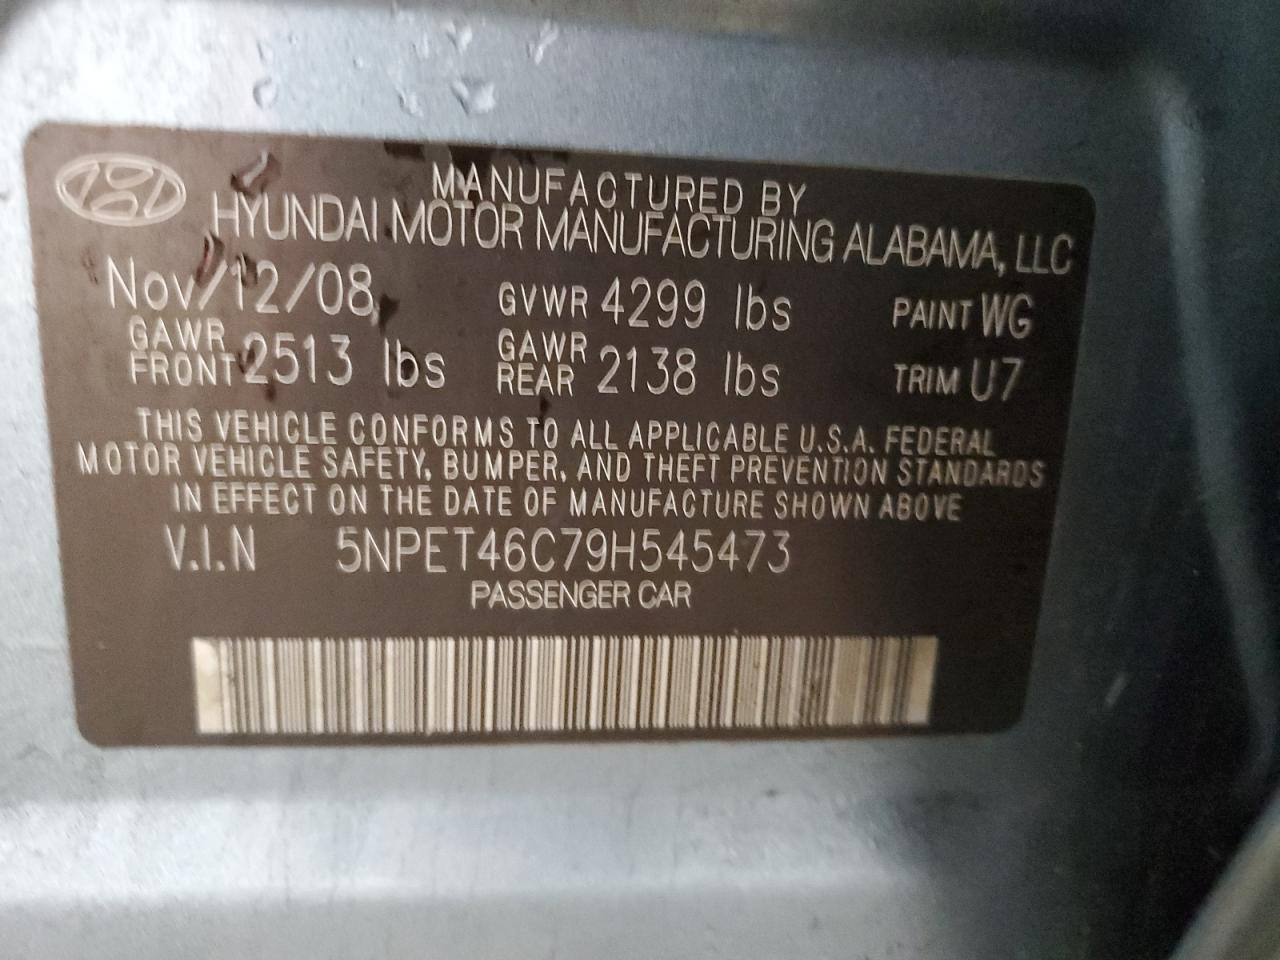 MANUFACTURED BY
HYUNDAI MOTOR MANUFACTURING ALABAMA, LLC
Nov/12/08 GVWR 4299 lbs PAINT WG
GAWR FRONT 2513 lbs GAWR REAR 2138 lbs TRIM U7
THIS VEHICLE CONFORMS TO ALL APPLICABLE U.S.A. FEDERAL
MOTOR VEHICLE SAFETY, BUMPER, AND THEFT PREVENTION STANDARDS
IN EFFECT ON THE DATE OF MANUFACTURE SHOWN ABOVE
V.I.N 5NPET46C79H545473
PASSENGER CAR